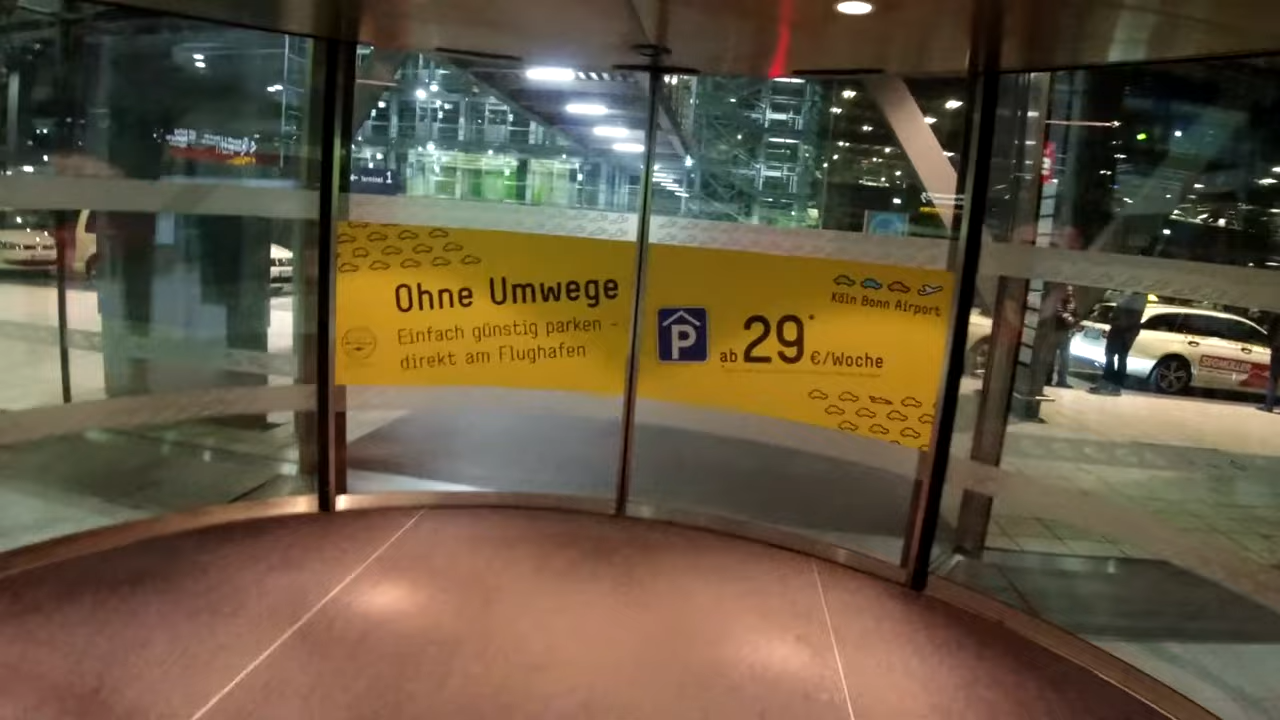 ← Terminal 1
Ohne Umwege
Einfach günstig parken –
direkt am Flughafen
Köln Bonn Airport
P
ab 29* €/Woche